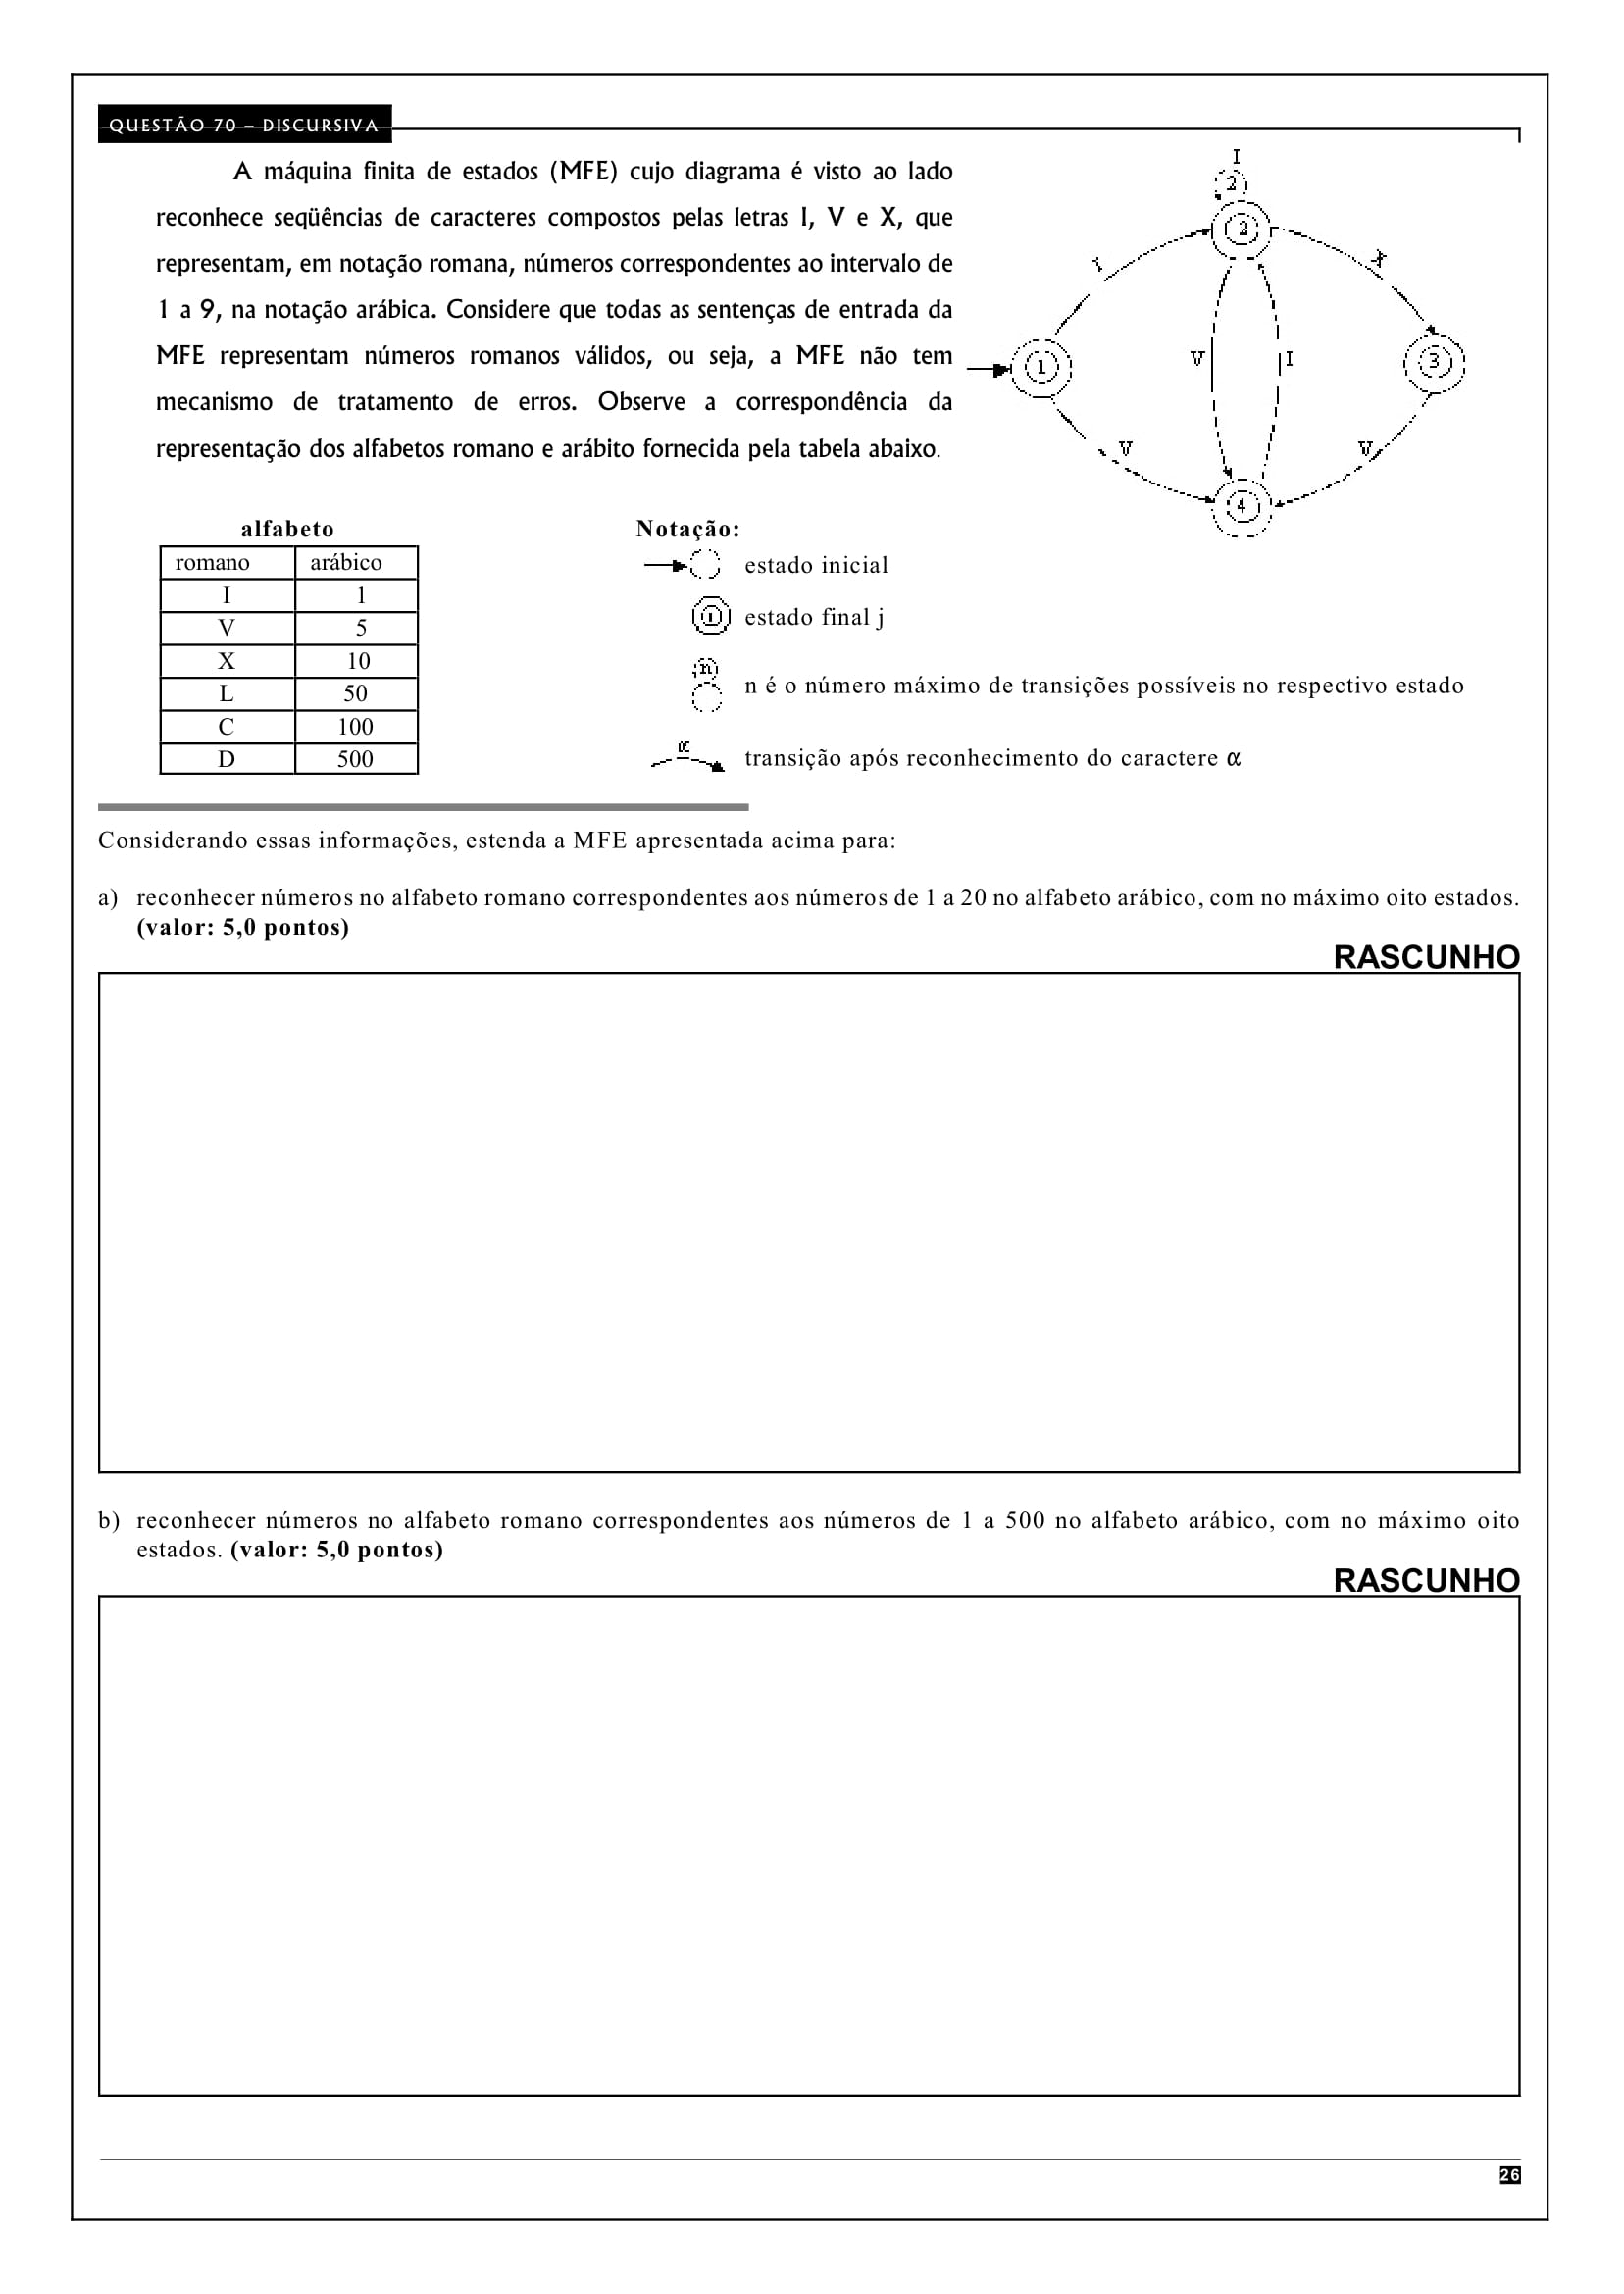 QUESTÃO 70 – DISCURSIVA
A máquina finita de estados (MFE) cujo diagrama é visto ao lado
reconhece seqüências de caracteres compostos pelas letras I, V e X, que
representam, em notação romana, números correspondentes ao intervalo de
1 a 9, na notação arábica. Considere que todas as sentenças de entrada da
MFE representam números romanos válidos, ou seja, a MFE não tem
mecanismo de tratamento de erros. Observe a correspondência da
representação dos alfabetos romano e arábito fornecida pela tabela abaixo.
I
2
2
I
X
1
V
I
3
V
V
4
alfabeto
romano arábico
I 1
V 5
X 10
L 50
C 100
D 500
Notação:
estado inicial
estado final j
n
n é o número máximo de transições possíveis no respectivo estado
transição após reconhecimento do caractere α
Considerando essas informações, estenda a MFE apresentada acima para:
a) reconhecer números no alfabeto romano correspondentes aos números de 1 a 20 no alfabeto arábico, com no máximo oito estados.
(valor: 5,0 pontos)
RASCUNHO
b) reconhecer números no alfabeto romano correspondentes aos números de 1 a 500 no alfabeto arábico, com no máximo oito
estados. (valor: 5,0 pontos)
RASCUNHO
26